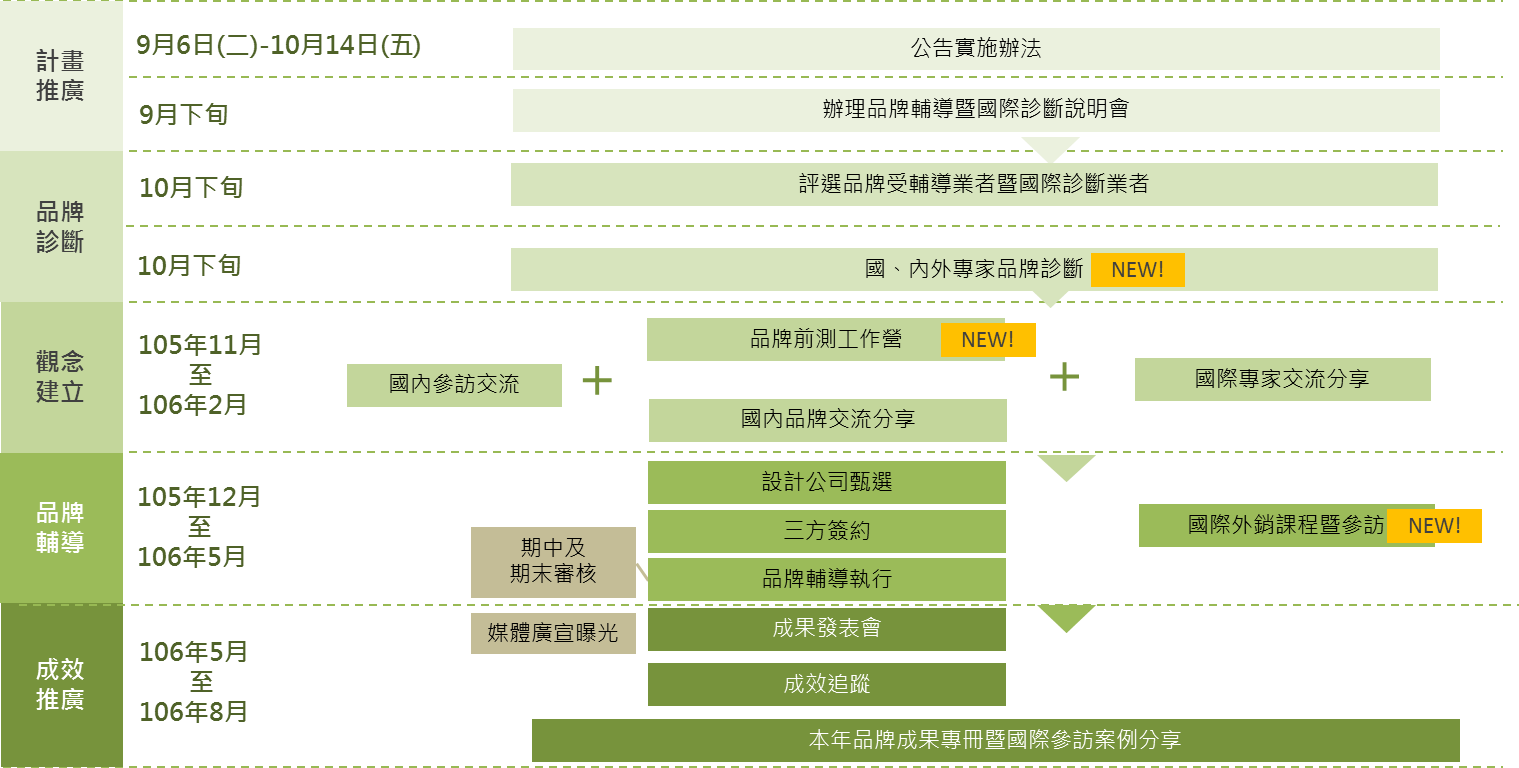 計畫
推廣
9月6日(二)-10月14日(五)
公告實施辦法
9月下旬
辦理品牌輔導暨國際診斷說明會
品牌
診斷
10月下旬
評選品牌受輔導業者暨國際診斷業者
10月下旬
國、內外專家品牌診斷
NEW!
觀念
建立
105年11月
至
106年2月
國內參訪交流
+
品牌前測工作營
NEW!
國內品牌交流分享
+
國際專家交流分享
品牌
輔導
105年12月
至
106年5月
期中及
期末審核
設計公司甄選
三方簽約
品牌輔導執行
國際外銷課程暨參訪
NEW!
成效
推廣
106年5月
至
106年8月
媒體廣宣曝光
成果發表會
成效追蹤
本年品牌成果專冊暨國際參訪案例分享